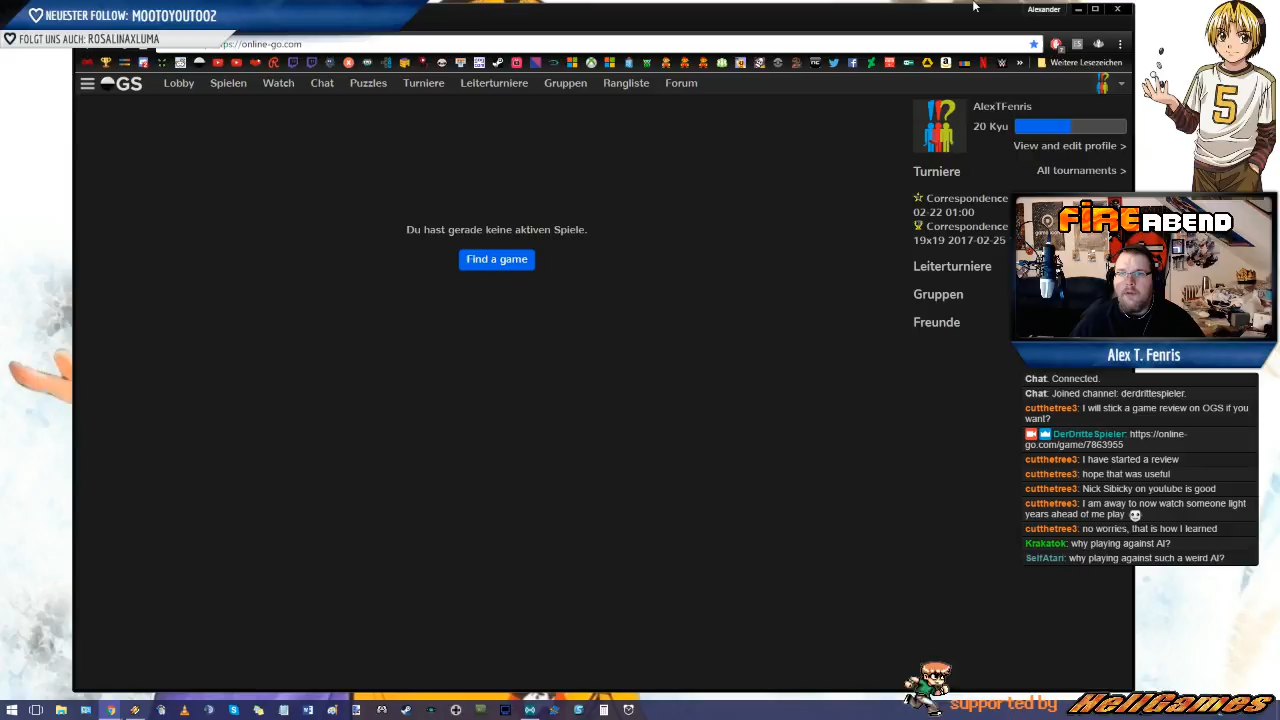 NEUESTER FOLLOW: MOOTOYOUTOO2
FOLGT UNS AUCH: ROSALINAXLUMA
Alexander
online-go.com
Weitere Lesezeichen
OGS Lobby Spielen Watch Chat Puzzles Turniere Leiterturniere Gruppen Rangliste Forum
AlexTFenris
20 Kyu
View and edit profile >
Turniere
All tournaments >
Correspondence
02-22 01:00
Correspondence
19x19 2017-02-25
Leiterturniere
Gruppen
Freunde
Du hast gerade keine aktiven Spiele.
Find a game
5
FIREABEND
Alex T. Fenris
Chat: Connected.
Chat: Joined channel: derdrittespieler.
cutthetree3: I will stick a game review on OGS if you
want?
DerDritteSpieler: https://online-
go.com/game/7863955
cutthetree3: I have started a review
cutthetree3: hope that was useful
cutthetree3: Nick Sibicky on youtube is good
cutthetree3: I am away to now watch someone light
years ahead of me play
cutthetree3: no worries, that is how I learned
Krakatok: why playing against AI?
SelfAtari: why playing against such a weird AI?
supported by HellGames